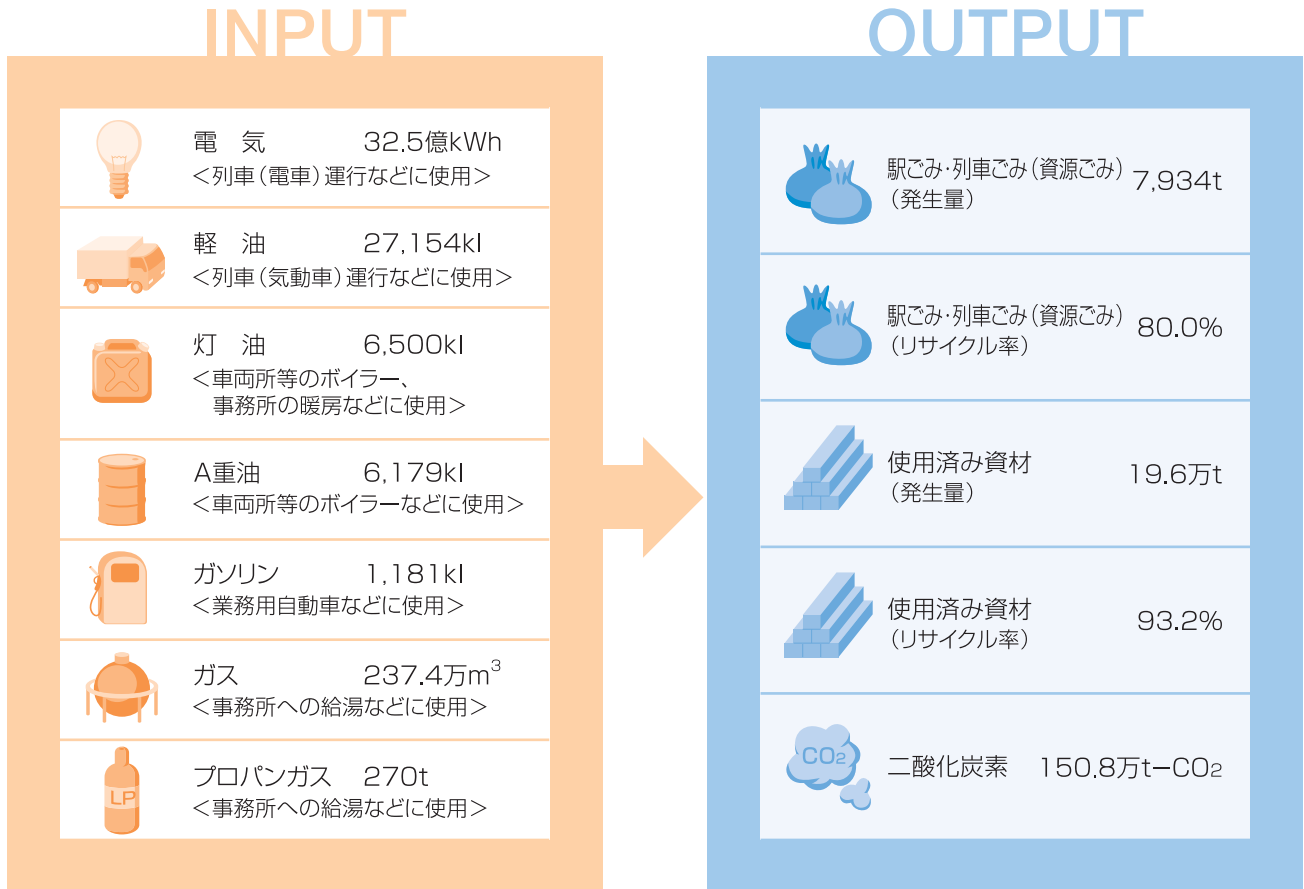 INPUT
電　気　32.5億kWh
＜列車（電車）運行などに使用＞
軽　油　27,154kl
＜列車（気動車）運行などに使用＞
灯　油　6,500kl
＜車両所等のボイラー、
事務所の暖房などに使用＞
A重油　6,179kl
＜車両所等のボイラーなどに使用＞
ガソリン　1,181kl
＜業務用自動車などに使用＞
ガス　237.4万m³
＜事務所への給湯などに使用＞
LP
プロパンガス　270t
＜事務所への給湯などに使用＞
OUTPUT
駅ごみ・列車ごみ（資源ごみ）　7,934t
（発生量）
駅ごみ・列車ごみ（資源ごみ）　80.0%
（リサイクル率）
使用済み資材　19.6万t
（発生量）
使用済み資材　93.2%
（リサイクル率）
CO₂
二酸化炭素　150.8万t−CO₂